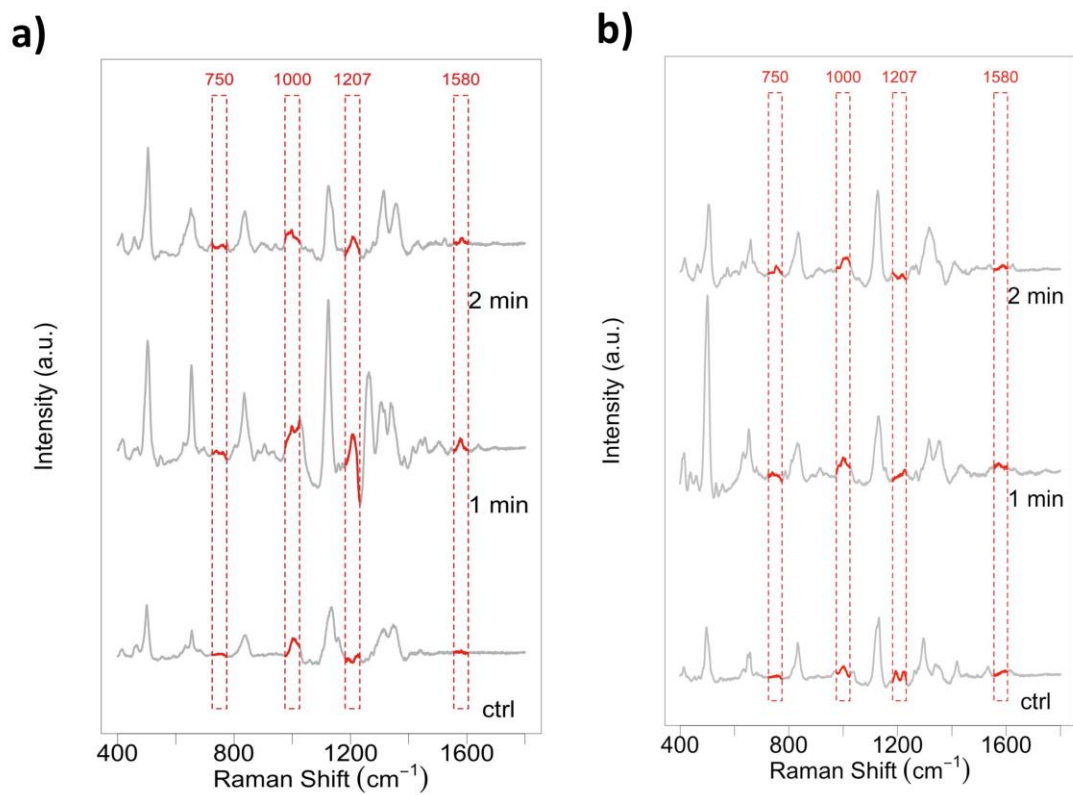 a)
750 1000 1207 1580
2 min
1 min
ctrl
Intensity (a.u.)
400 800 1200 1600
Raman Shift (cm⁻¹)
b)
750 1000 1207 1580
2 min
1 min
ctrl
Intensity (a.u.)
400 800 1200 1600
Raman Shift (cm⁻¹)